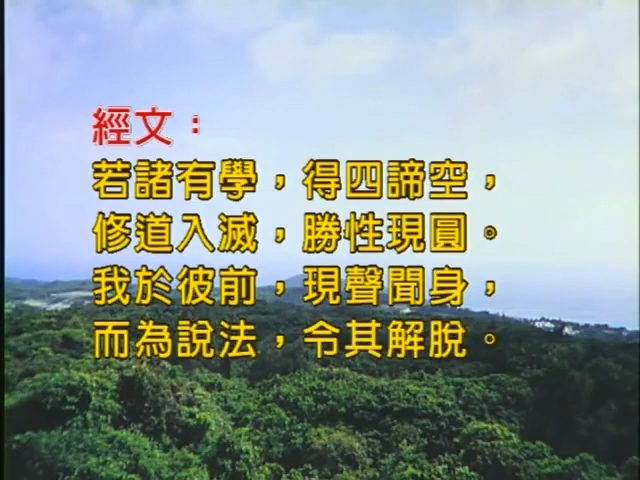 經文：
若諸有學，得四諦空，
修道入滅，勝性現圓。
我於彼前，現聲聞身，
而為說法，令其解脫。